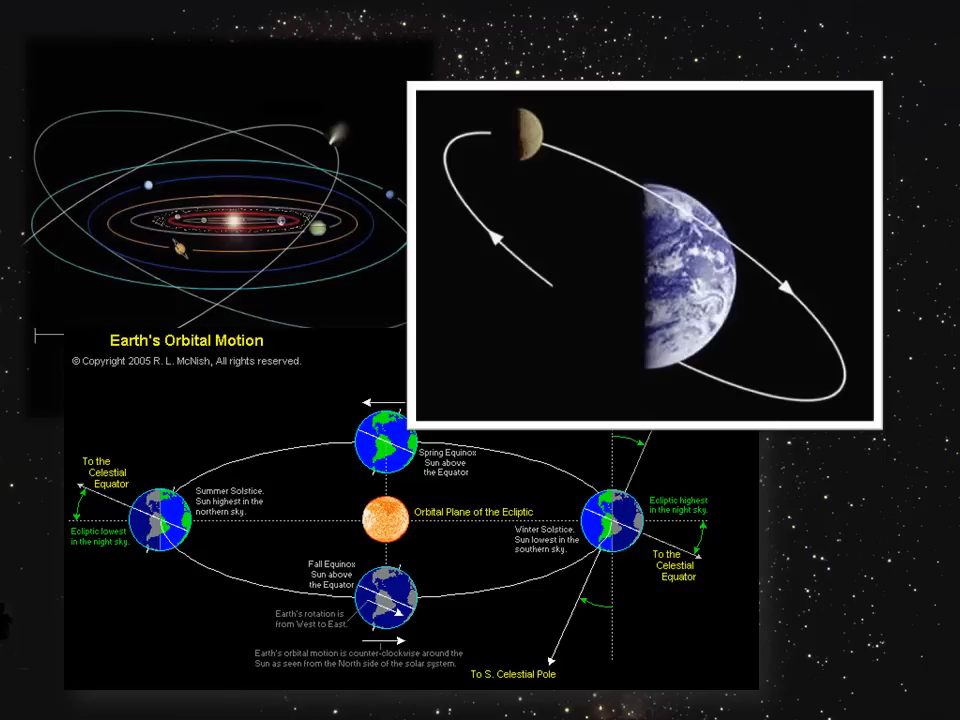 Earth's Orbital Motion
© Copyright 2005 R. L. McNish, All rights reserved.
Spring Equinox
Sun above
the Equator
To the
Celestial
Equator
Summer Solstice.
Sun highest in the
northern sky.
Ecliptic lowest
in the night sky.
Orbital Plane of the Ecliptic
Winter Solstice.
Sun lowest in the
southern sky.
Ecliptic highest
in the night sky.
To the
Celestial
Equator
Fall Equinox
Sun above
the Equator
Earth's rotation is
from West to East.
Earth's orbital motion is counter-clockwise around the
Sun as seen from the North side of the solar system.
To S. Celestial Pole